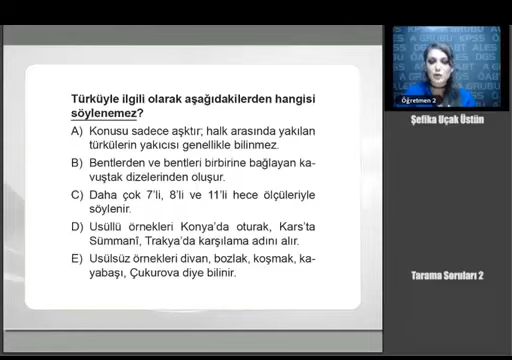 Türküyle ilgili olarak aşağıdakilerden hangisi
söylenemez?
A) Konusu sadece aşktır; halk arasında yakılan
türkülerin yakıcısı genellikle bilinmez.
B) Bentlerden ve bentleri birbirine bağlayan ka-
vuştak dizelerinden oluşur.
C) Daha çok 7'li, 8'li ve 11'li hece ölçüleriyle
söylenir.
D) Usüllü örnekleri Konya'da oturak, Kars'ta
Sümmanî, Trakya'da karşılama adını alır.
E) Usülsüz örnekleri divan, bozlak, koşmak, ka-
yabaşı, Çukurova diye bilinir.
Öğretmen 2
Şefika Uçak Üstün
Tarama Soruları 2